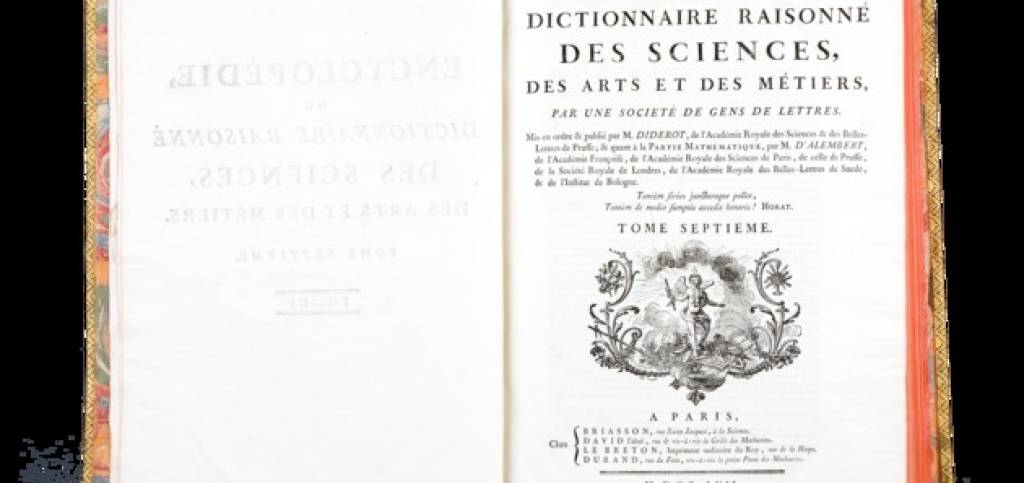 ENCYCLOPÉDIE,
OU
DICTIONNAIRE RAISONNÉ
DES SCIENCES,
DES ARTS ET DES MÉTIERS.
TOME SEPTIEME.
DICTIONNAIRE RAISONNÉ
DES SCIENCES,
DES ARTS ET DES MÉTIERS,
PAR UNE SOCIETÉ DE GENS DE LETTRES.
Mis en ordre & publié par M. DIDEROT, de l'Académie Royale des Sciences & des Belles-
Lettres de Prusse; & quant à la PARTIE MATHÉMATIQUE, par M. D'ALEMBERT,
de l'Académie Françoise, de l'Académie Royale des Sciences de Paris, de celle de Prusse,
de la Société Royale de Londres, de l'Académie Royale des Belles-Lettres de Suede,
& de l'Institut de Bologne.
Tantùm series juncturaque pollet,
Tantùm de medio sumptis accedit honoris! HORAT.
TOME SEPTIEME.
A PARIS,
Chez
BRIASSON, rue Saint Jacques, à la Science.
DAVID l'aîné, rue & vis-à-vis la Grille des Mathurins.
LE BRETON, Imprimeur ordinaire du Roy, rue de la Harpe.
DURAND, rue du Foin, vis-à-vis la petite Porte des Mathurins.